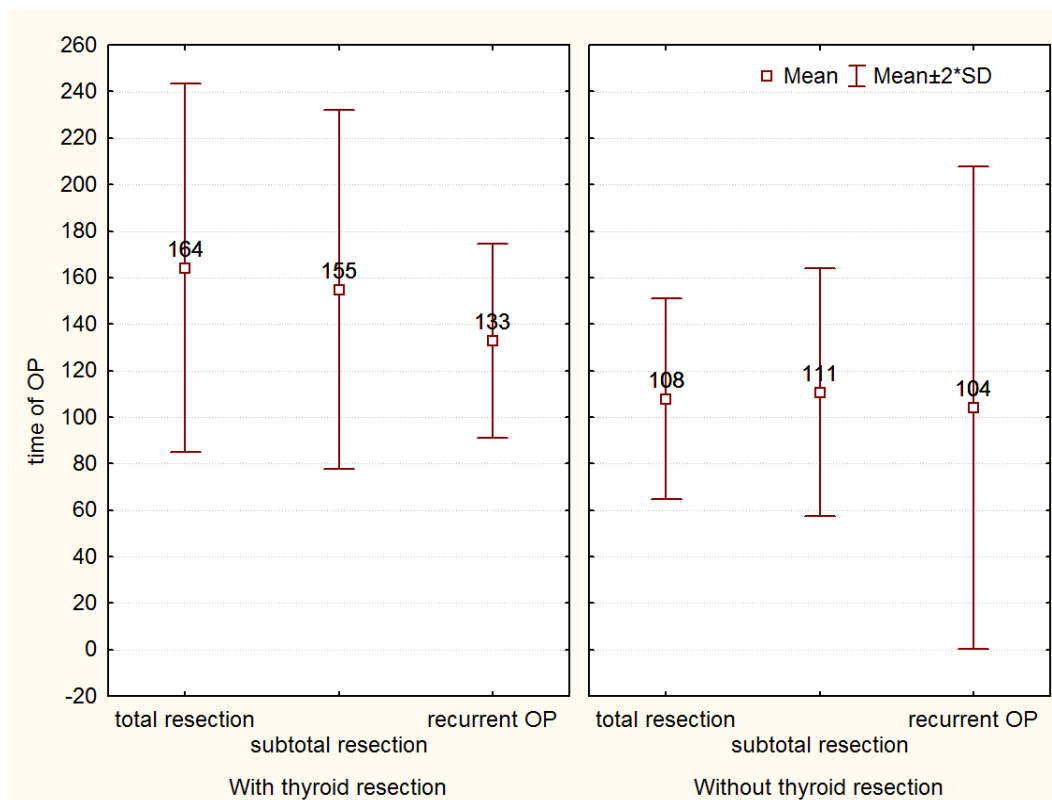 260
240
220
200
180
160
140
120
100
80
60
40
20
0
-20
time of OP
164
155
133
Mean Mean±2*SD
108
111
104
total resection recurrent OP
subtotal resection
With thyroid resection
total resection recurrent OP
subtotal resection
Without thyroid resection